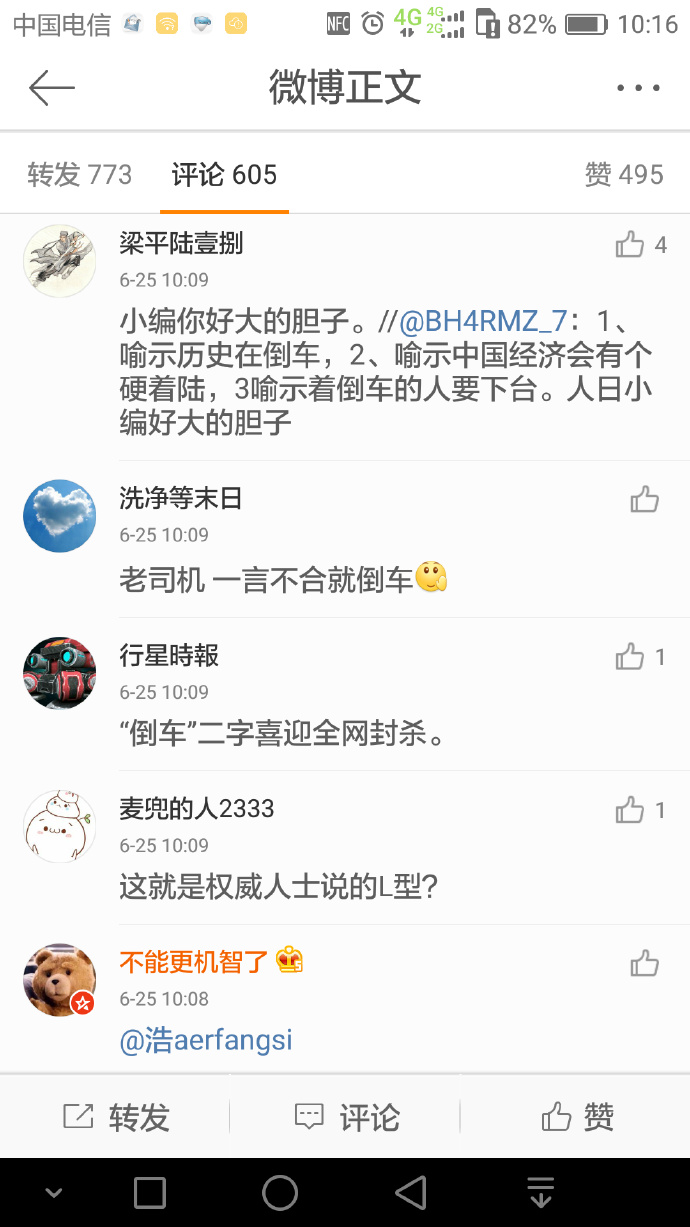 中国电信 NFC 4G 4G 2G 82% 10:16
微博正文
转发 773 评论 605 赞 495
梁平陆壹捌 4
6-25 10:09
小编你好大的胆子。//@BH4RMZ_7：1、
喻示历史在倒车，2、喻示中国经济会有个
硬着陆，3喻示着倒车的人要下台。人日小
编好大的胆子
洗净等末日
6-25 10:09
老司机 一言不合就倒车
行星時報 1
6-25 10:09
“倒车”二字喜迎全网封杀。
麦兜的人2333 1
6-25 10:09
这就是权威人士说的L型?
不能更机智了
6-25 10:08
@浩aerfangsi
转发 评论 赞